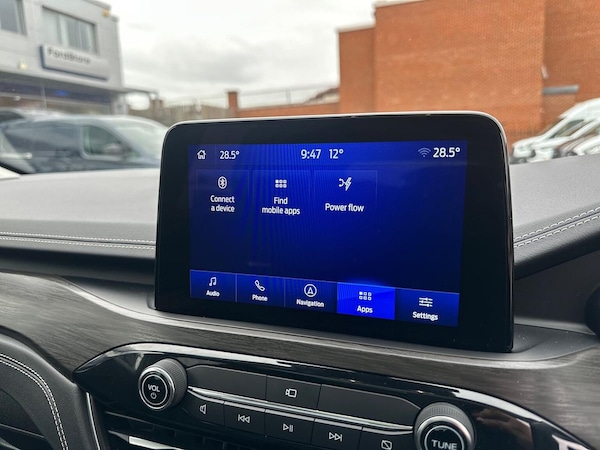 FordStore
28.5°
9:47 12°
28.5°
Connect
a device
Find
mobile apps
Power flow
Audio
Phone
Navigation
Apps
Settings
VOL
TUNE